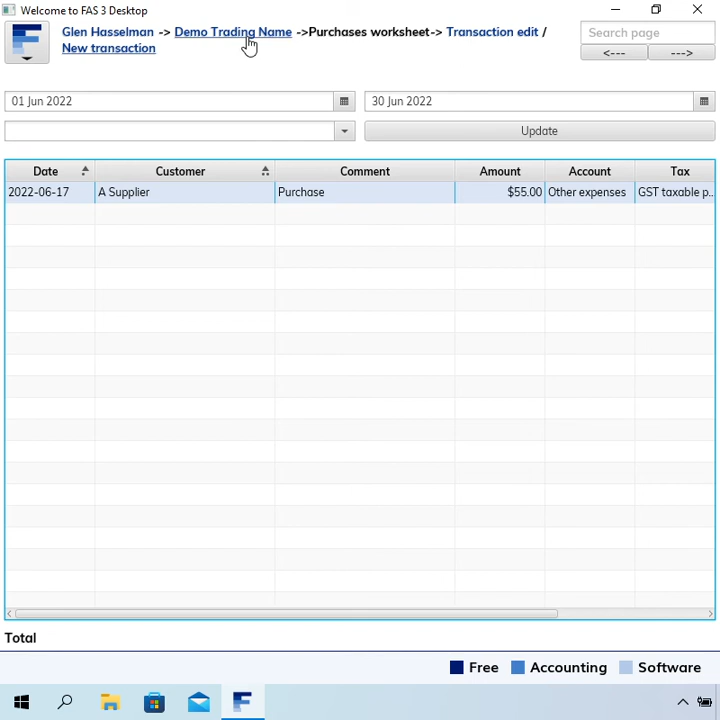 Welcome to FAS 3 Desktop
Glen Hasselman -> Demo Trading Name ->Purchases worksheet-> Transaction edit /
New transaction
Search page
<--- --->
01 Jun 2022 30 Jun 2022
Update
Date Customer Comment Amount Account Tax
2022-06-17 A Supplier Purchase $55.00 Other expenses GST taxable p...
Total
Free Accounting Software